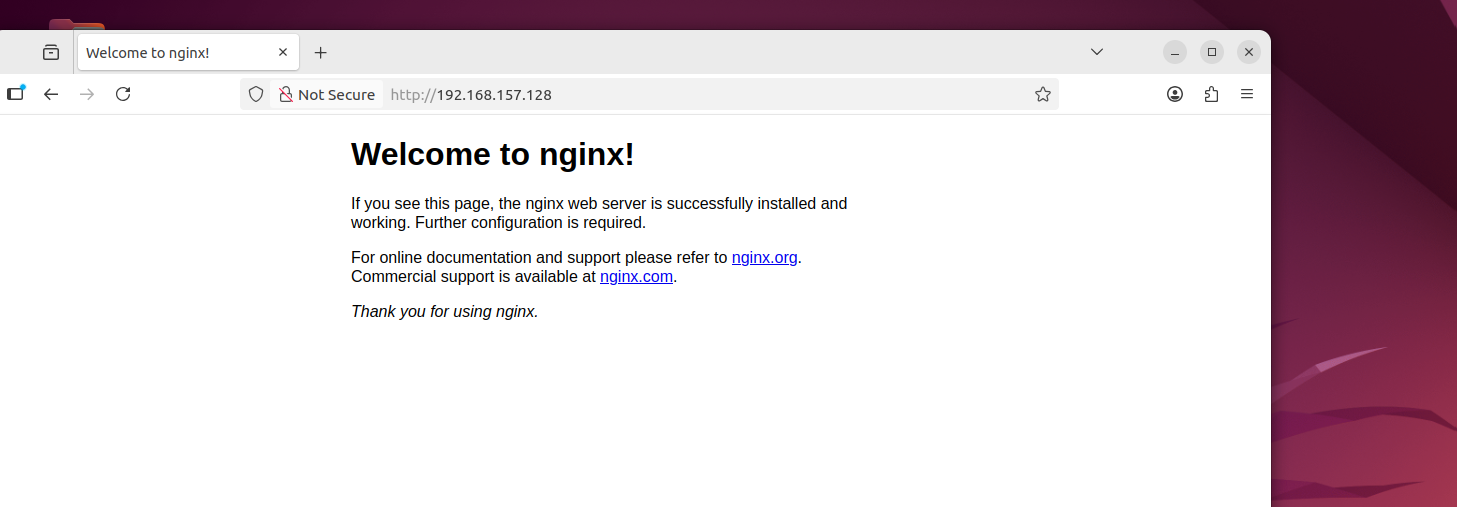 Welcome to nginx!
Not Secure http://192.168.157.128
Welcome to nginx!
If you see this page, the nginx web server is successfully installed and
working. Further configuration is required.
For online documentation and support please refer to nginx.org.
Commercial support is available at nginx.com.
Thank you for using nginx.